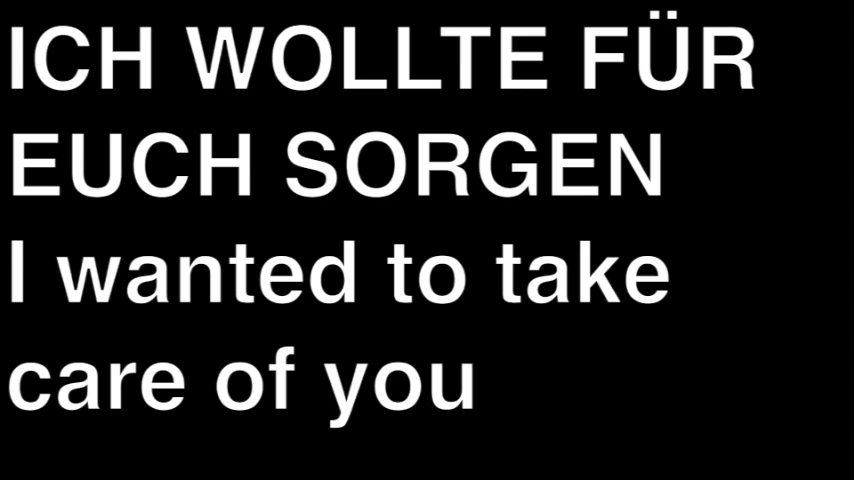 ICH WOLLTE FÜR
EUCH SORGEN
I wanted to take
care of you